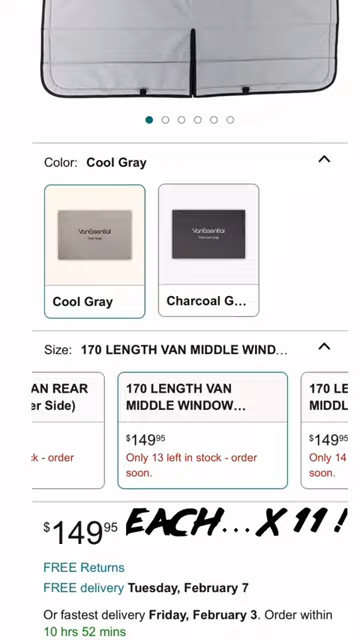 Color: Cool Gray
VanEssential
Cool Gray
VanEssential
Charcoal Gray
Cool Gray
Charcoal G...
Size: 170 LENGTH VAN MIDDLE WIND...
AN REAR
er Side)
ck - order
170 LENGTH VAN
MIDDLE WINDOW...
$149.95
Only 13 left in stock - order
soon.
170 LE
MIDDL
$149.95
Only 14
soon.
$149.95 EACH... X 11!
FREE Returns
FREE delivery Tuesday, February 7
Or fastest delivery Friday, February 3. Order within
10 hrs 52 mins